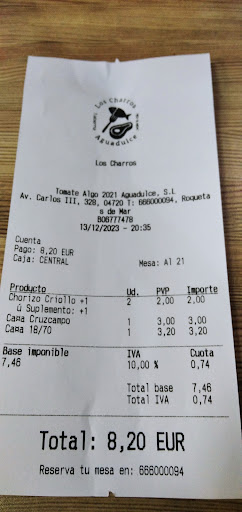 Los Charros
Aguadulce
Los Charros
Tomate Algo 2021 Aguadulce, S.L
Av. Carlos III, 328, 04720 T: 666000094, Roqueta
s de Mar
B06777478
13/12/2023 - 20:35
Cuenta
Pago: 8,20 EUR
Caja: CENTRAL Mesa: Al 21
Producto Ud. PVP Importe
Chorizo Criollo +1 2 2,00 2,00
û Suplemento: +1
Caña Cruzcampo 1 3,00 3,00
Caña 18/70 1 3,20 3,20
Base imponible IVA Cuota
7,46 10,00 % 0,74
Total base 7,46
Total IVA 0,74
Total: 8,20 EUR
Reserva tu mesa en: 666000094